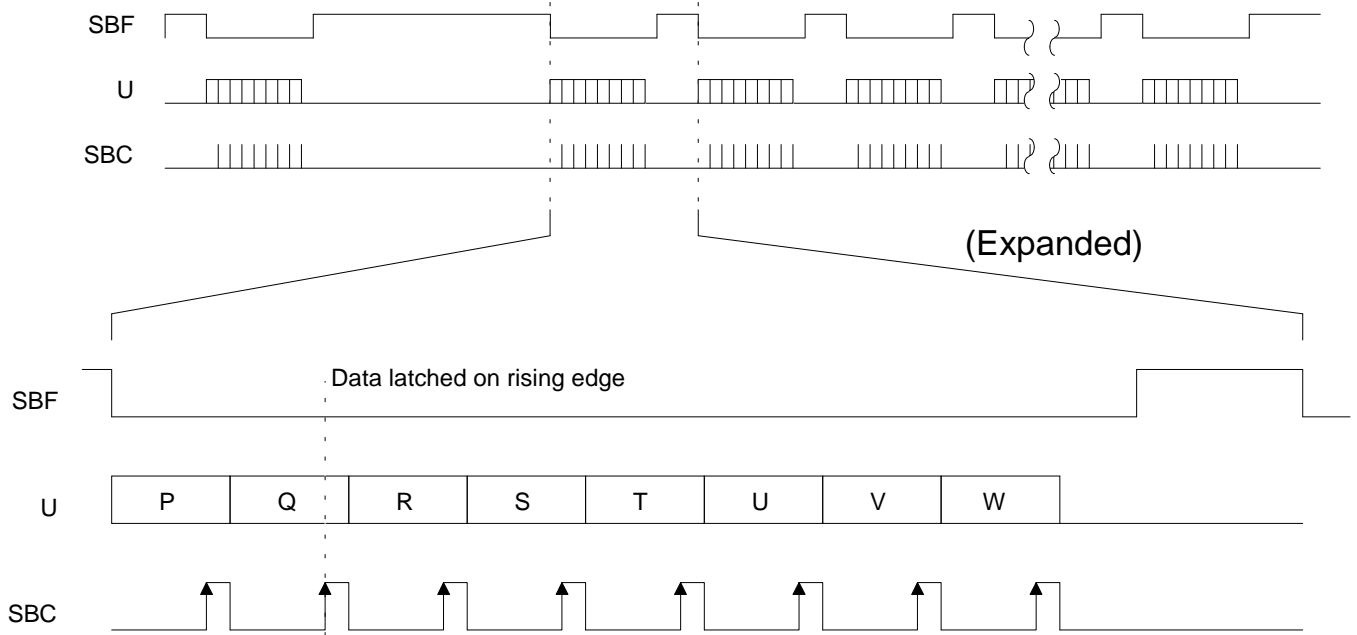 SBF
U
SBC
(Expanded)
Data latched on rising edge
SBF
U P Q R S T U V W
SBC